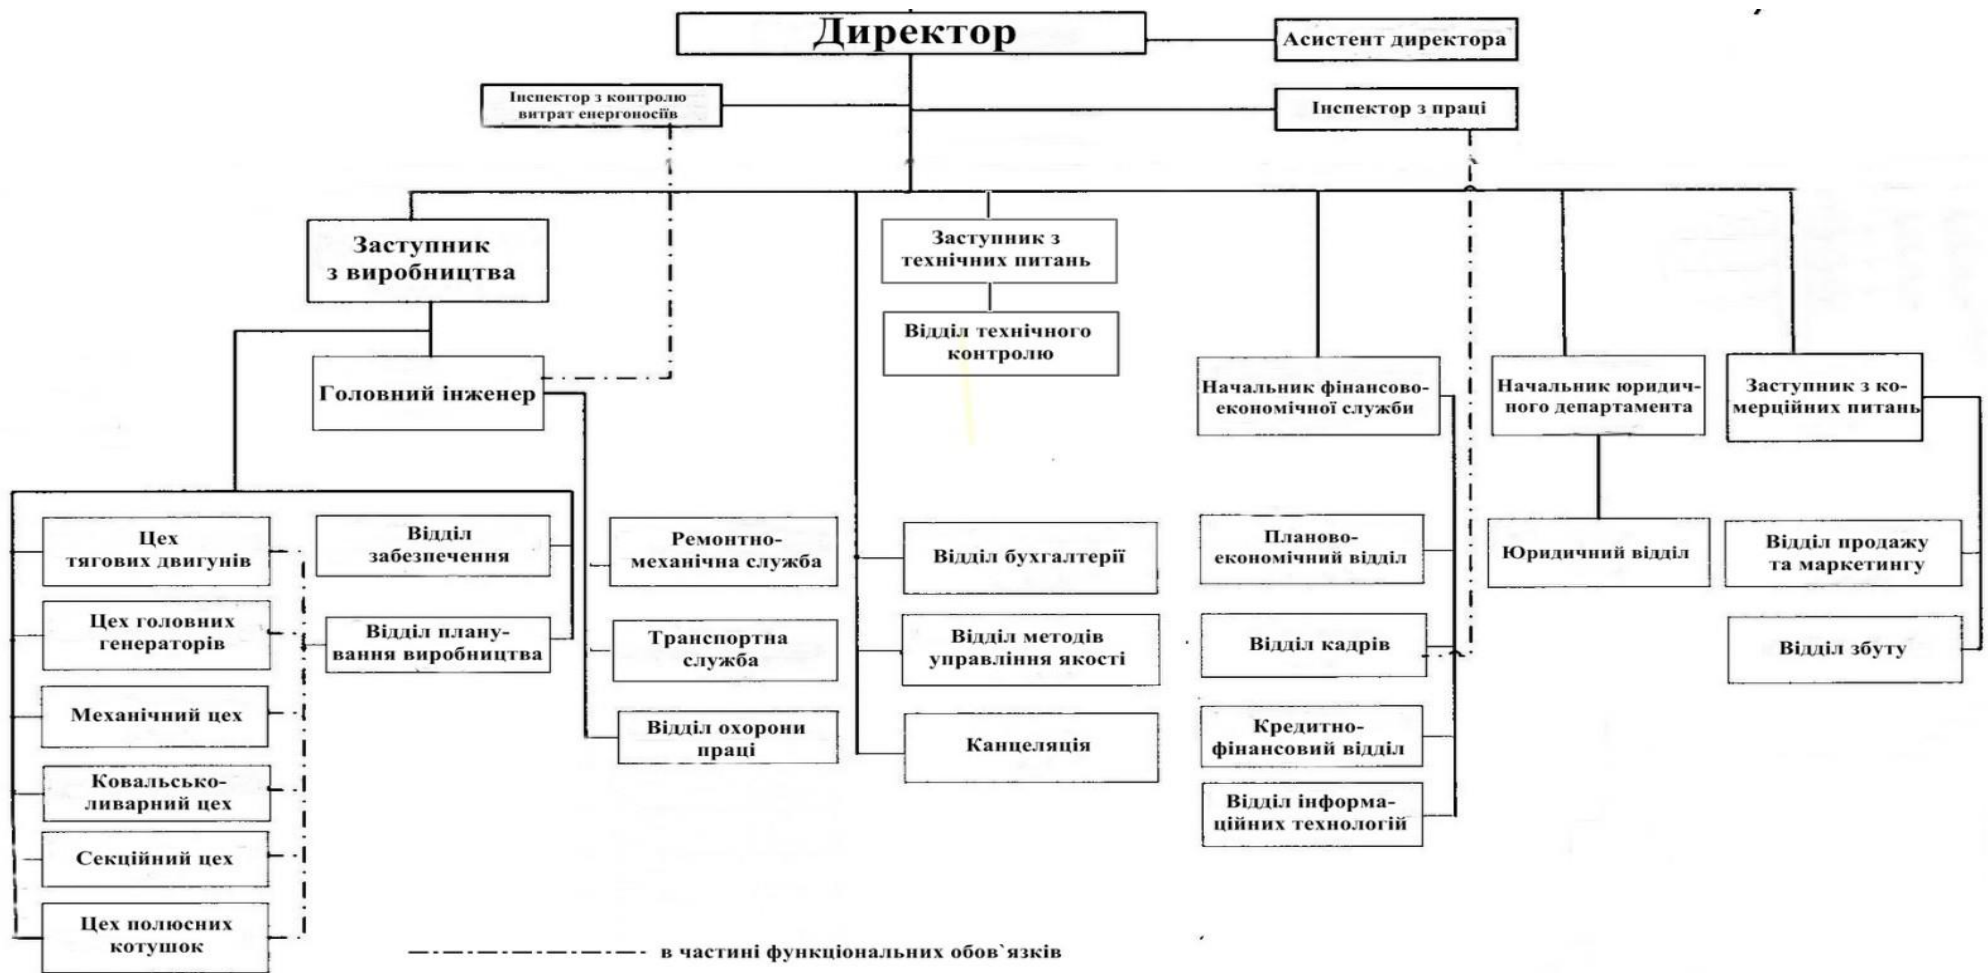 Директор
Асистент директора
Інспектор з контролю
витрат енергоносіїв
Інспектор з праці
Заступник
з виробництва
Заступник з
технічних питань
Відділ технічного
контролю
Головний інженер
Начальник фінансово-
економічної служби
Начальник юридич-
ного департамента
Заступник з ко-
мерційних питань
Цех
тягових двигунів
Відділ
забезпечення
Ремонтно-
механічна служба
Відділ бухгалтерії
Планово-
економічний відділ
Юридичний відділ
Відділ продажу
та маркетингу
Цех головних
генераторів
Відділ плану-
вання виробництва
Транспортна
служба
Відділ методів
управління якості
Відділ кадрів
Відділ збуту
Механічний цех
Відділ охорони
праці
Канцеляція
Кредитно-
фінансовий відділ
Ковальсько-
ливарний цех
Відділ інформа-
ційних технологій
Секційний цех
Цех полюсних
котушок
в частині функціональних обов`язків